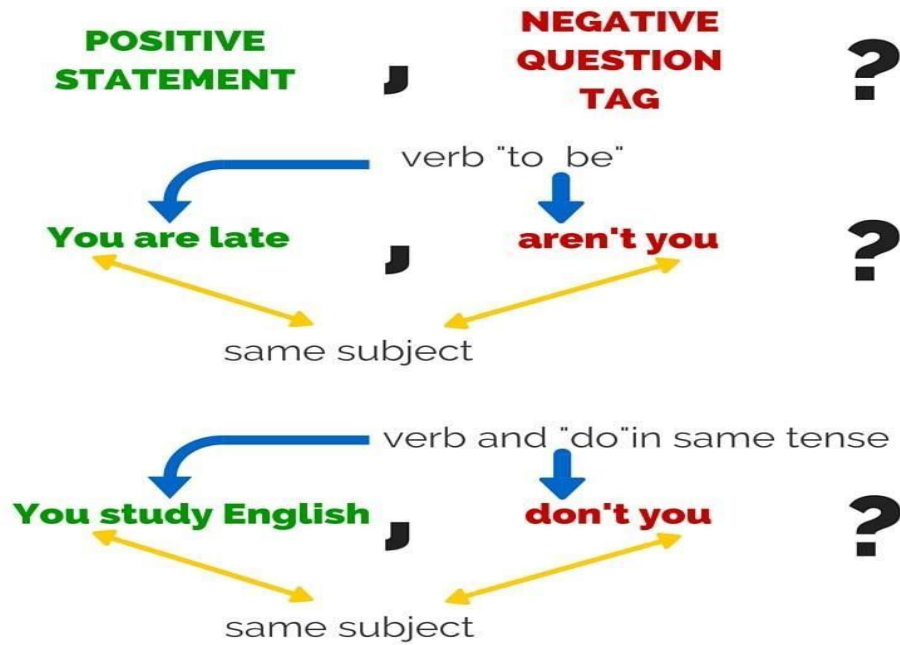 POSITIVE STATEMENT , NEGATIVE QUESTION TAG ?
verb "to be"
You are late , aren't you ?
same subject
verb and "do"in same tense
You study English , don't you ?
same subject